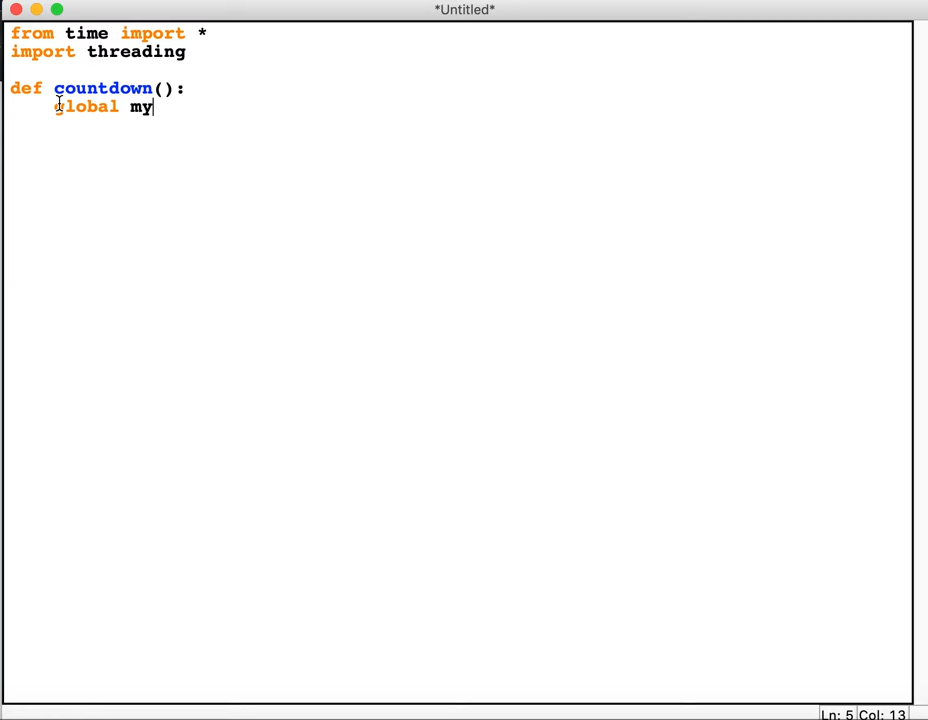 *Untitled*
from time import *
import threading
def countdown():
    global my
Ln: 5 Col: 13